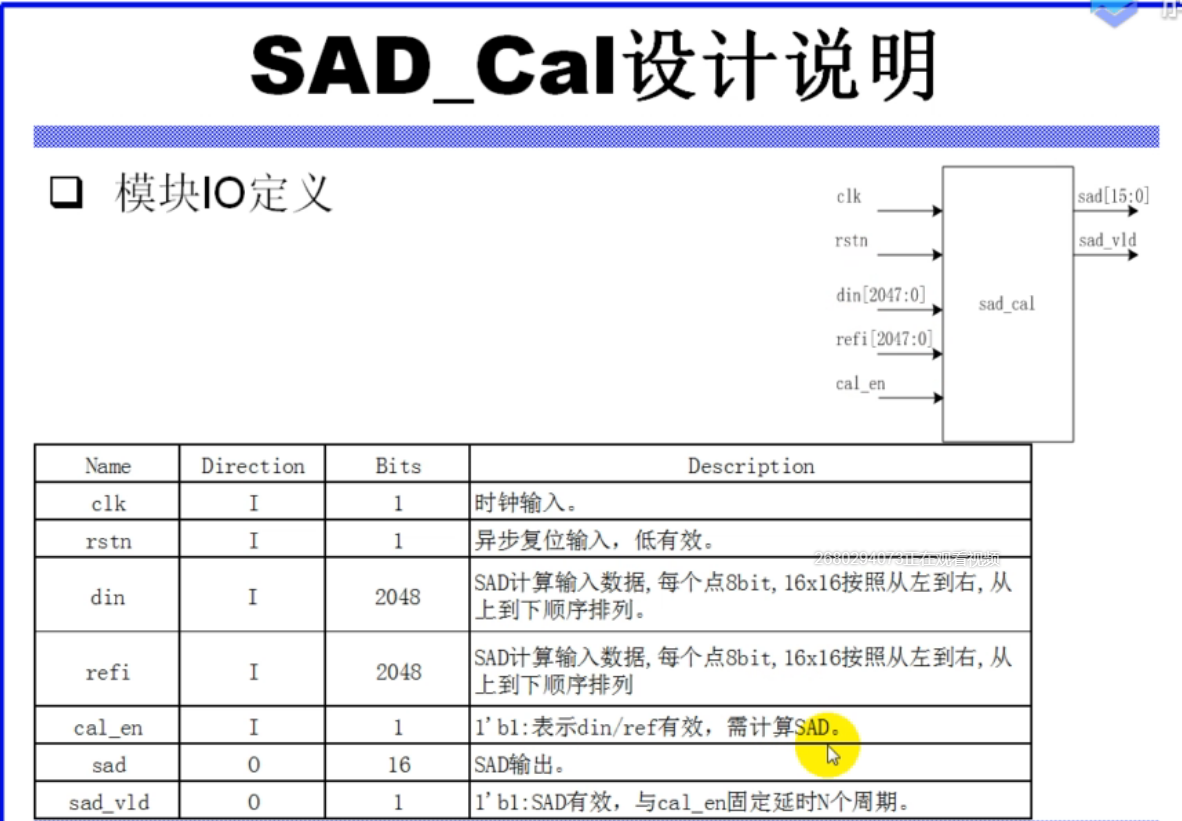 SAD_Cal设计说明
❑ 模块IO定义
clk
rstn
din[2047:0]
refi[2047:0]
cal_en
sad_cal
sad[15:0]
sad_vld
Name Direction Bits Description
clk I 1 时钟输入。
rstn I 1 异步复位输入，低有效。
2680294073正在观看视频
din I 2048 SAD计算输入数据,每个点8bit,16x16按照从左到右,从
上到下顺序排列。
refi I 2048 SAD计算输入数据,每个点8bit,16x16按照从左到右,从
上到下顺序排列
cal_en I 1 1'b1:表示din/ref有效，需计算SAD。
sad O 16 SAD输出。
sad_vld O 1 1'b1:SAD有效，与cal_en固定延时N个周期。